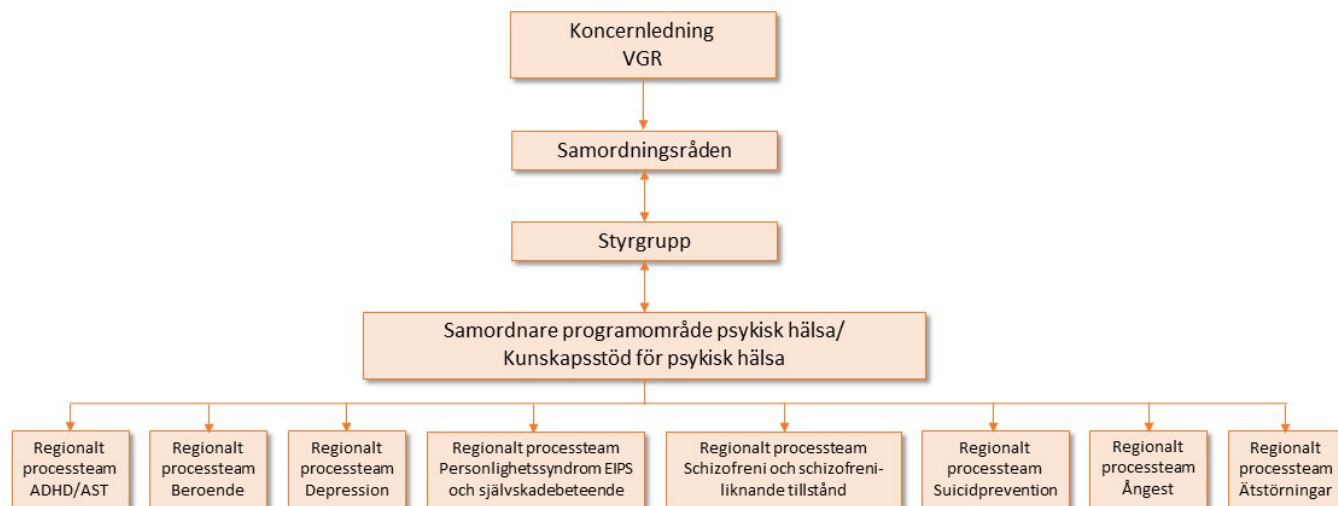 Koncernledning
VGR
Samordningsråden
Styrgrupp
Samordnare programområde psykisk hälsa/
Kunskapsstöd för psykisk hälsa
Regionalt
processteam
ADHD/AST
Regionalt
processteam
Beroende
Regionalt
processteam
Depression
Regionalt processteam
Personlighetssyndrom EIPS
och självskadebeteende
Regionalt processteam
Schizofreni och schizofreni-
liknande tillstånd
Regionalt
processteam
Suicidprevention
Regionalt
processteam
Ångest
Regionalt
processteam
Ätstörningar